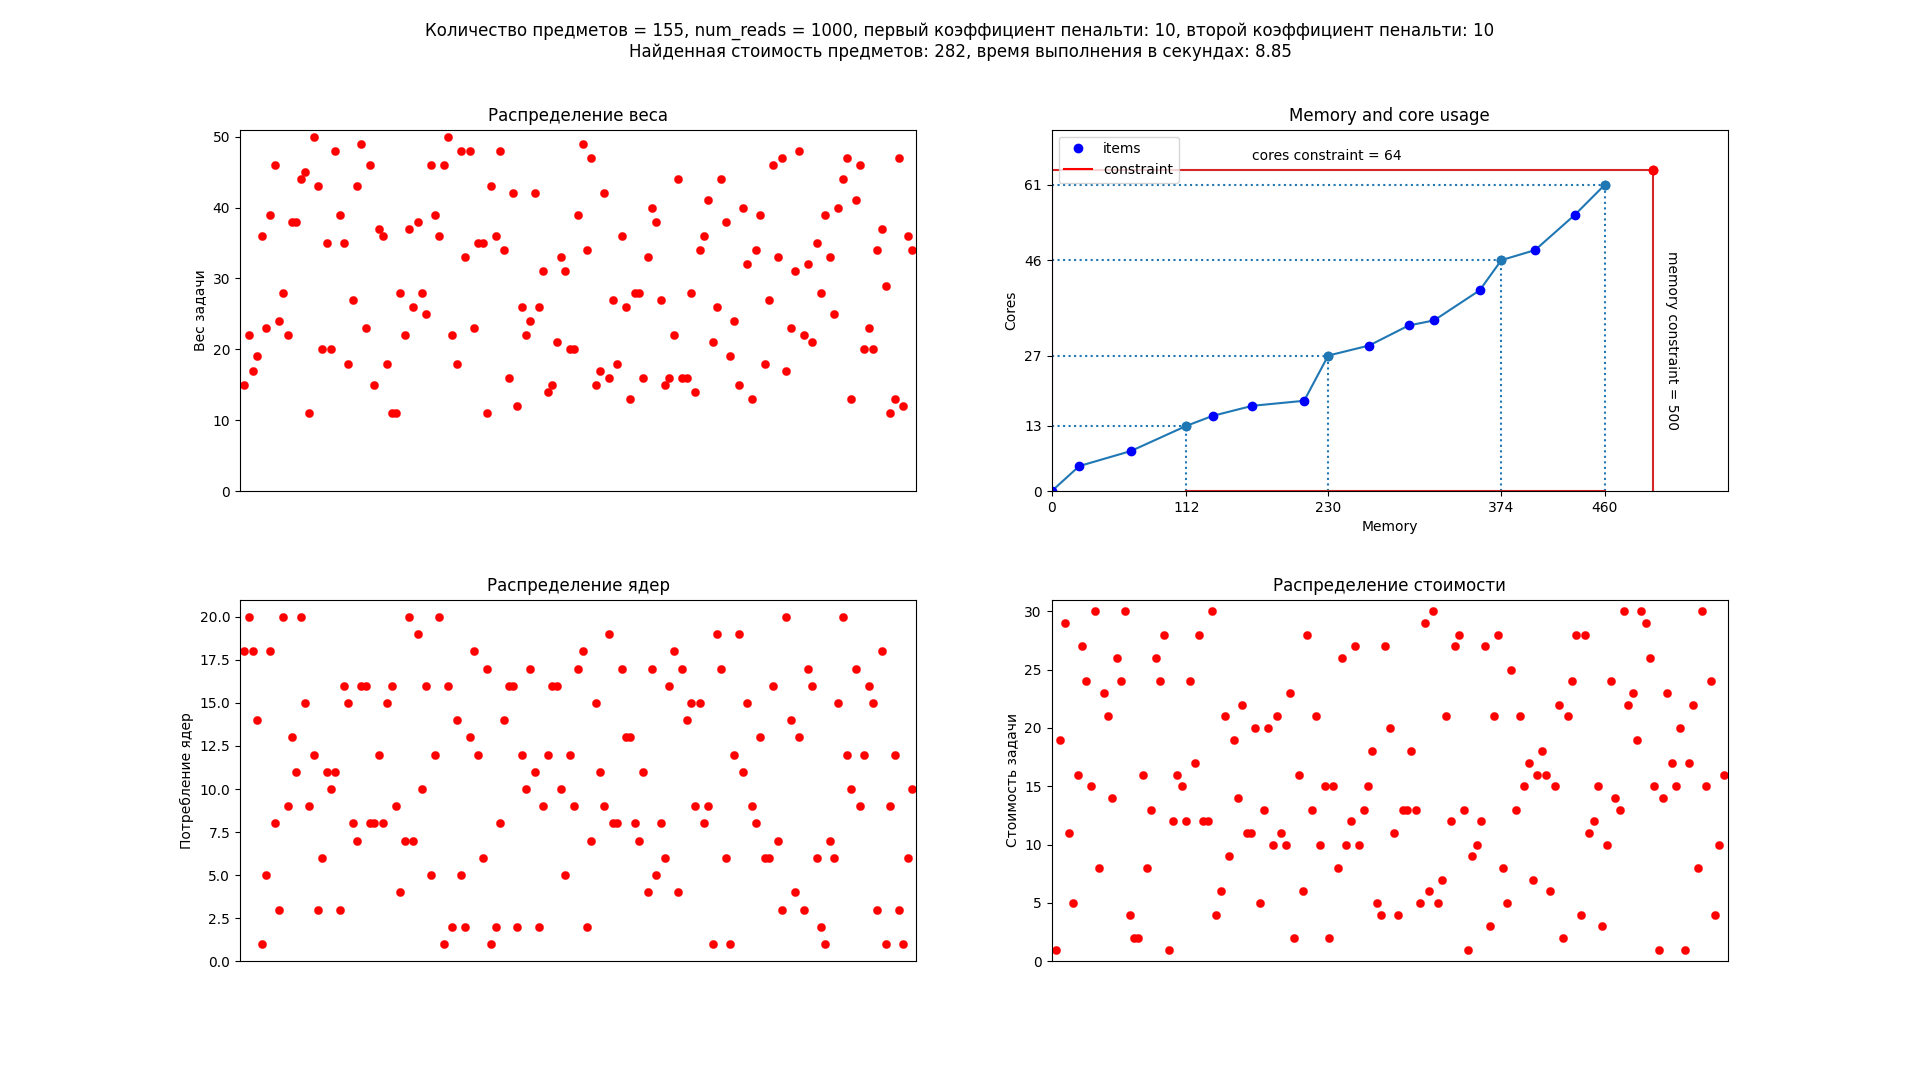 Количество предметов = 155, num_reads = 1000, первый коэффициент пенальти: 10, второй коэффициент пенальти: 10
Найденная стоимость предметов: 282, время выполнения в секундах: 8.85
Распределение веса
50
40
30
20
10
0
Вес задачи
Memory and core usage
items
constraint
cores constraint = 64
memory constraint = 500
61
46
27
13
0
Cores
0 112 230 374 460
Memory
Распределение ядер
20.0
17.5
15.0
12.5
10.0
7.5
5.0
2.5
0.0
Потребление ядер
Распределение стоимости
30
25
20
15
10
5
0
Стоимость задачи